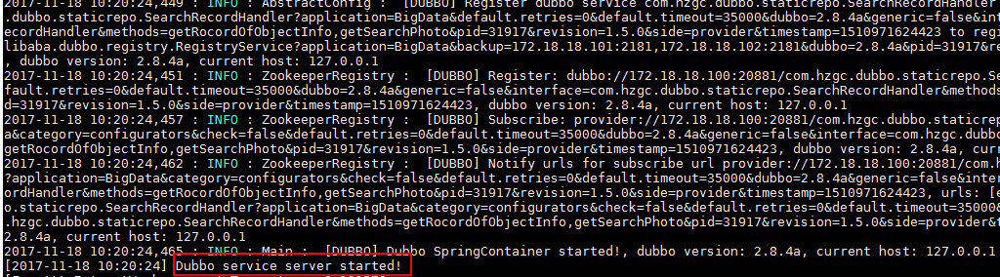 2017-11-18 10:20:24,449 : INFO : AbstractConfig : [DUBBO] Register dubbo service com.hzgc.dubbo.staticrepo.SearchRecordHandler
.dubbo.staticrepo.SearchRecordHandler?application=BigData&default.retries=0&default.timeout=35000&dubbo=2.8.4a&generic=false&int
ecordHandler&methods=getRocordOfObjectInfo,getSearchPhoto&pid=31917&revision=1.5.0&side=provider&timestamp=1510971624423 to regi
libaba.dubbo.registry.RegistryService?application=BigData&backup=172.18.18.101:2181,172.18.18.102:2181&dubbo=2.8.4a&pid=31917&re
, dubbo version: 2.8.4a, current host: 127.0.0.1
2017-11-18 10:20:24,451 : INFO : ZookeeperRegistry : [DUBBO] Register: dubbo://172.18.18.100:20881/com.hzgc.dubbo.staticrepo.Se
fault.retries=0&default.timeout=35000&dubbo=2.8.4a&generic=false&interface=com.hzgc.dubbo.staticrepo.SearchRecordHandler&methods
d=31917&revision=1.5.0&side=provider&timestamp=1510971624423, dubbo version: 2.8.4a, current host: 127.0.0.1
2017-11-18 10:20:24,457 : INFO : ZookeeperRegistry : [DUBBO] Subscribe: provider://172.18.18.100:20881/com.hzgc.dubbo.staticrep
a&category=configurators&check=false&default.retries=0&default.timeout=35000&dubbo=2.8.4a&generic=false&interface=com.hzgc.dubbo
getRocordOfObjectInfo,getSearchPhoto&pid=31917&revision=1.5.0&side=provider&timestamp=1510971624423, dubbo version: 2.8.4a, curr
2017-11-18 10:20:24,462 : INFO : ZookeeperRegistry : [DUBBO] Notify urls for subscribe url provider://172.18.18.100:20881/com.h
?application=BigData&category=configurators&check=false&default.retries=0&default.timeout=35000&dubbo=2.8.4a&generic=false&inter
ordHandler&methods=getRocordOfObjectInfo,getSearchPhoto&pid=31917&revision=1.5.0&side=provider&timestamp=1510971624423, urls: [e
o.staticrepo.SearchRecordHandler?application=BigData&category=configurators&check=false&default.retries=0&default.timeout=35000&
.hzgc.dubbo.staticrepo.SearchRecordHandler&methods=getRocordOfObjectInfo,getSearchPhoto&pid=31917&revision=1.5.0&side=provider&t
2.8.4a, current host: 127.0.0.1
2017-11-18 10:20:24,465 : INFO : Main : [DUBBO] Dubbo SpringContainer started!, dubbo version: 2.8.4a, current host: 127.0.0.1
[2017-11-18 10:20:24] Dubbo service server started!